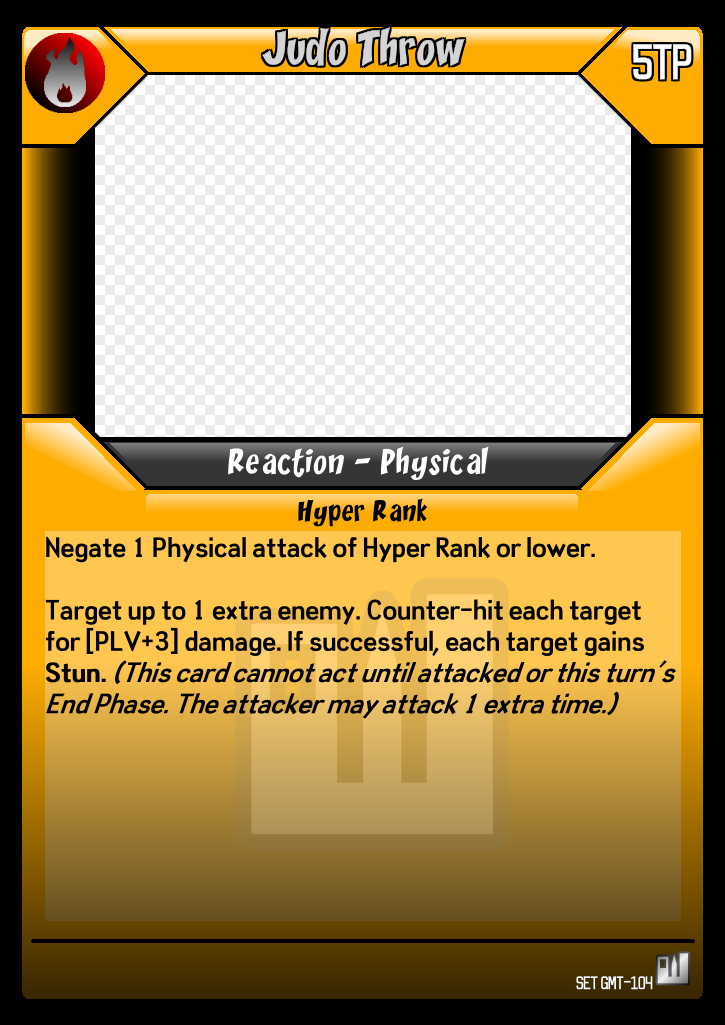 Judo Throw
5TP
Reaction - Physical
Hyper Rank
Negate 1 Physical attack of Hyper Rank or lower.
Target up to 1 extra enemy. Counter-hit each target
for [PLV+3] damage. If successful, each target gains
Stun. (This card cannot act until attacked or this turn's
End Phase. The attacker may attack 1 extra time.)
SET GMT-104